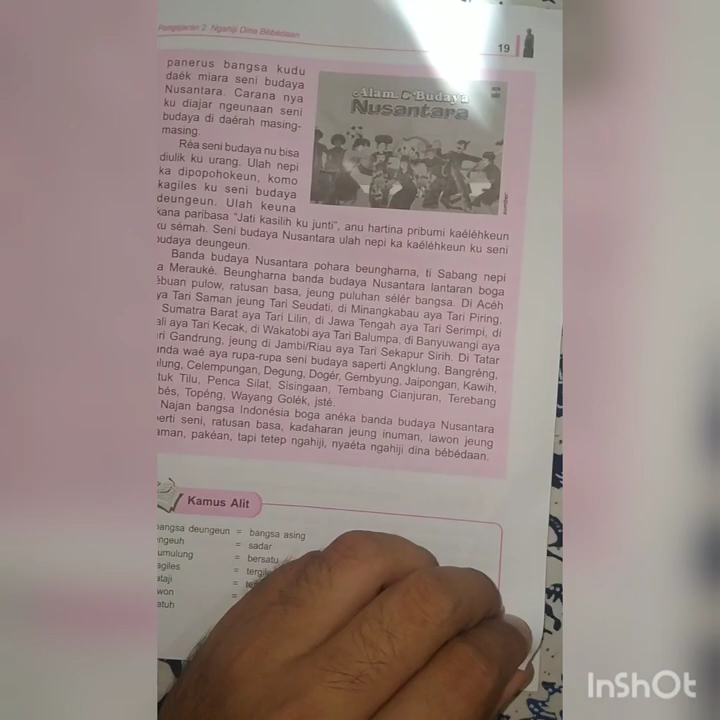 Pangajaran 2 Ngahiji Dina Bébédaan
19
panerus bangsa kudu
daék miara seni budaya
Nusantara. Carana nya
ku diajar ngeunaan seni
budaya di daérah masing-
masing.
Réa seni budaya nu bisa
diulik ku urang. Ulah nepi
ka dipopohokeun, komo
kagiles ku seni budaya
deungeun. Ulah keuna
kana paribasa "Jati kasilih ku junti", anu hartina pribumi kaéléhkeun
ku sémah. Seni budaya Nusantara ulah nepi ka kaéléhkeun ku seni
budaya deungeun.
Alam & Budaya
Nusantara
sumber
Banda budaya Nusantara pohara beungharna, ti Sabang nepi
a Merauké. Beungharna banda budaya Nusantara lantaran boga
ébuan pulow, ratusan basa, jeung puluhan sélér bangsa. Di Acéh
ya Tari Saman jeung Tari Seudati, di Minangkabau aya Tari Piring,
Sumatra Barat aya Tari Lilin, di Jawa Tengah aya Tari Serimpi, di
ali aya Tari Kecak, di Wakatobi aya Tari Balumpa, di Banyuwangi aya
ri Gandrung, jeung di Jambi/Riau aya Tari Sekapur Sirih. Di Tatar
nda waé aya rupa-rupa seni budaya saperti Angklung, Bangréng,
lung, Celempungan, Degung, Dogér, Gembyung, Jaipongan, Kawih,
tuk Tilu, Penca Silat, Sisingaan, Tembang Cianjuran, Terebang
bés, Topéng, Wayang Golék, jsté.
Najan bangsa Indonésia boga anéka banda budaya Nusantara
erti seni, ratusan basa, kadaharan jeung inuman, lawon jeung
aman, pakéan, tapi tetep ngahiji, nyaéta ngahiji dina bébédaan.
Kamus Alit
bangsa deungeun = bangsa asing
ngeuh = sadar
umulung = bersatu
agiles = tergil
ataji =
won =
atuh
InShOt